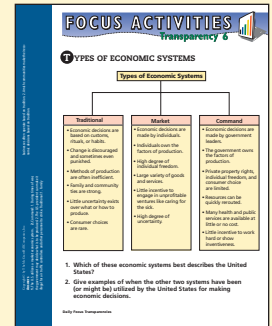 FOCUS ACTIVITIES
Transparency 6
TYPES OF ECONOMIC SYSTEMS
Types of Economic Systems
Traditional
• Economic decisions are
based on customs,
rituals, or habits.
• Change is discouraged
and sometimes even
punished.
• Methods of production
are often inefficient.
• Family and community
ties are strong.
• Little uncertainty exists
over what or how to
produce.
• Consumer choices
are rare.
Market
• Economic decisions are
made by individuals.
• Individuals own the
factors of production.
• High degree of
individual freedom.
• Large variety of goods
and services.
• Little incentive to
engage in unprofitable
ventures like caring for
the sick.
• High degree of
uncertainty.
Command
• Economic decisions are
made by government
leaders.
• The government owns
the factors of
production.
• Private property rights,
individual freedom, and
consumer choice
are limited.
• Resources can be
quickly rerouted.
• Many health and public
services are available at
little or no cost.
• Little incentive to work
hard or show
inventiveness.
1. Which of these economic systems best describes the United
States?
2. Give examples of when the other two systems have been
(or might be) utilized by the United States for making
economic decisions.
Daily Focus Transparencies